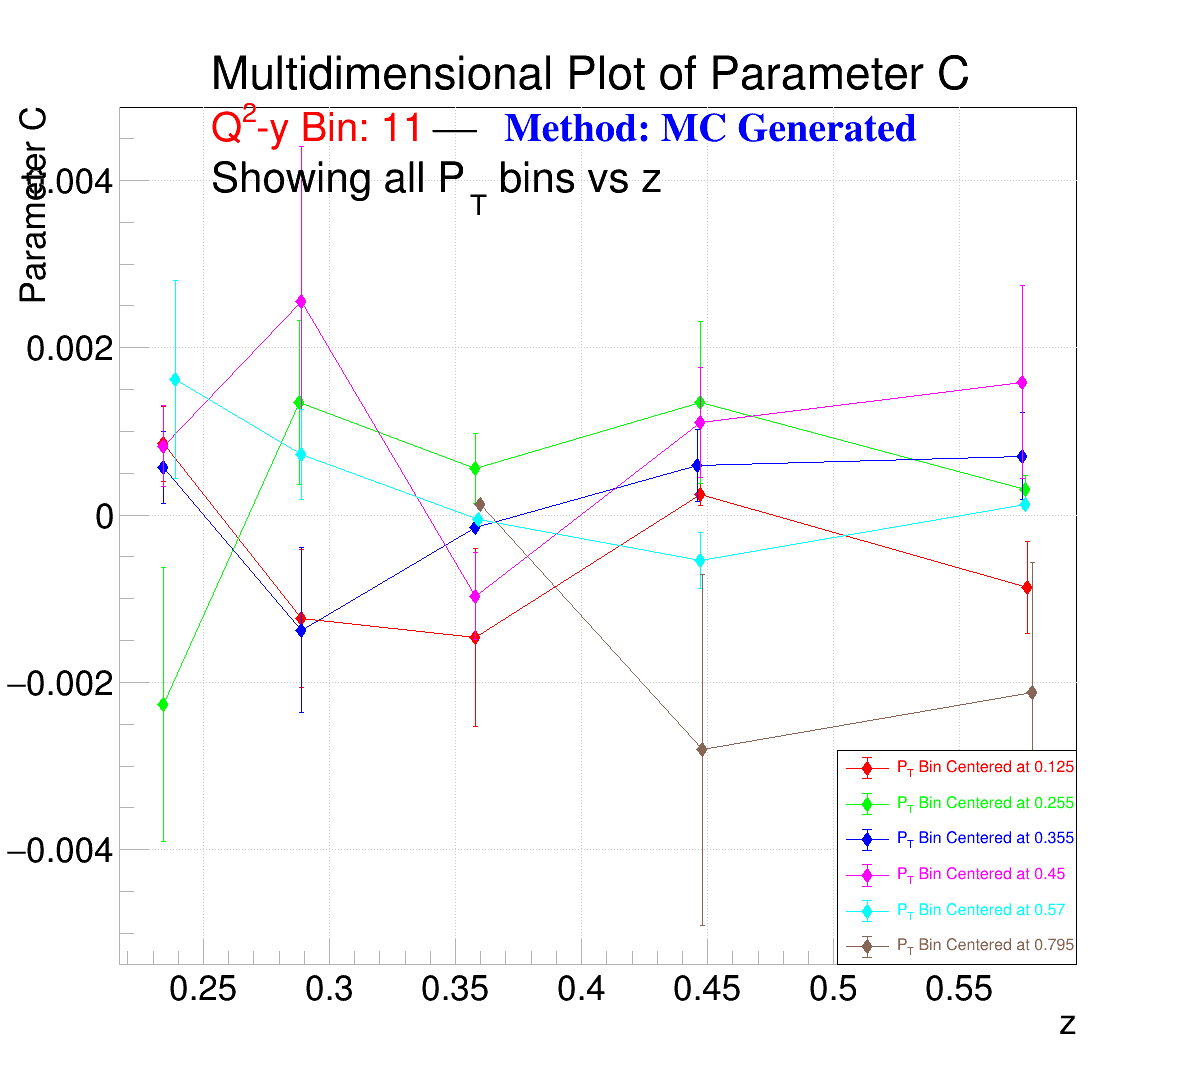 Multidimensional Plot of Parameter C
Q²-y Bin: 11 — Method: MC Generated
Showing all P_T bins vs z
Parameter C
0.004
0.002
0
−0.002
−0.004
P_T Bin Centered at 0.125
P_T Bin Centered at 0.255
P_T Bin Centered at 0.355
P_T Bin Centered at 0.45
P_T Bin Centered at 0.57
P_T Bin Centered at 0.795
0.25 0.3 0.35 0.4 0.45 0.5 0.55
z